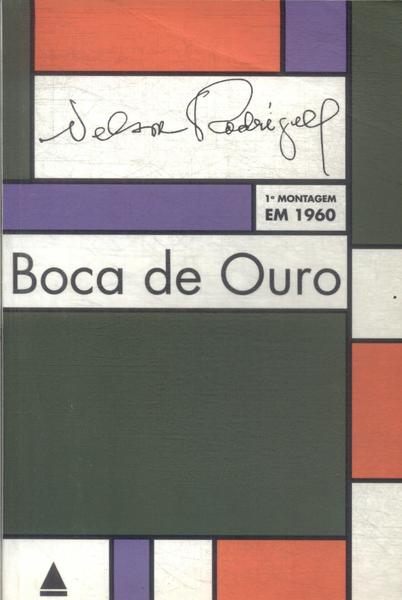 Nelson Rodrigues
1ª MONTAGEM
EM 1960
Boca de Ouro